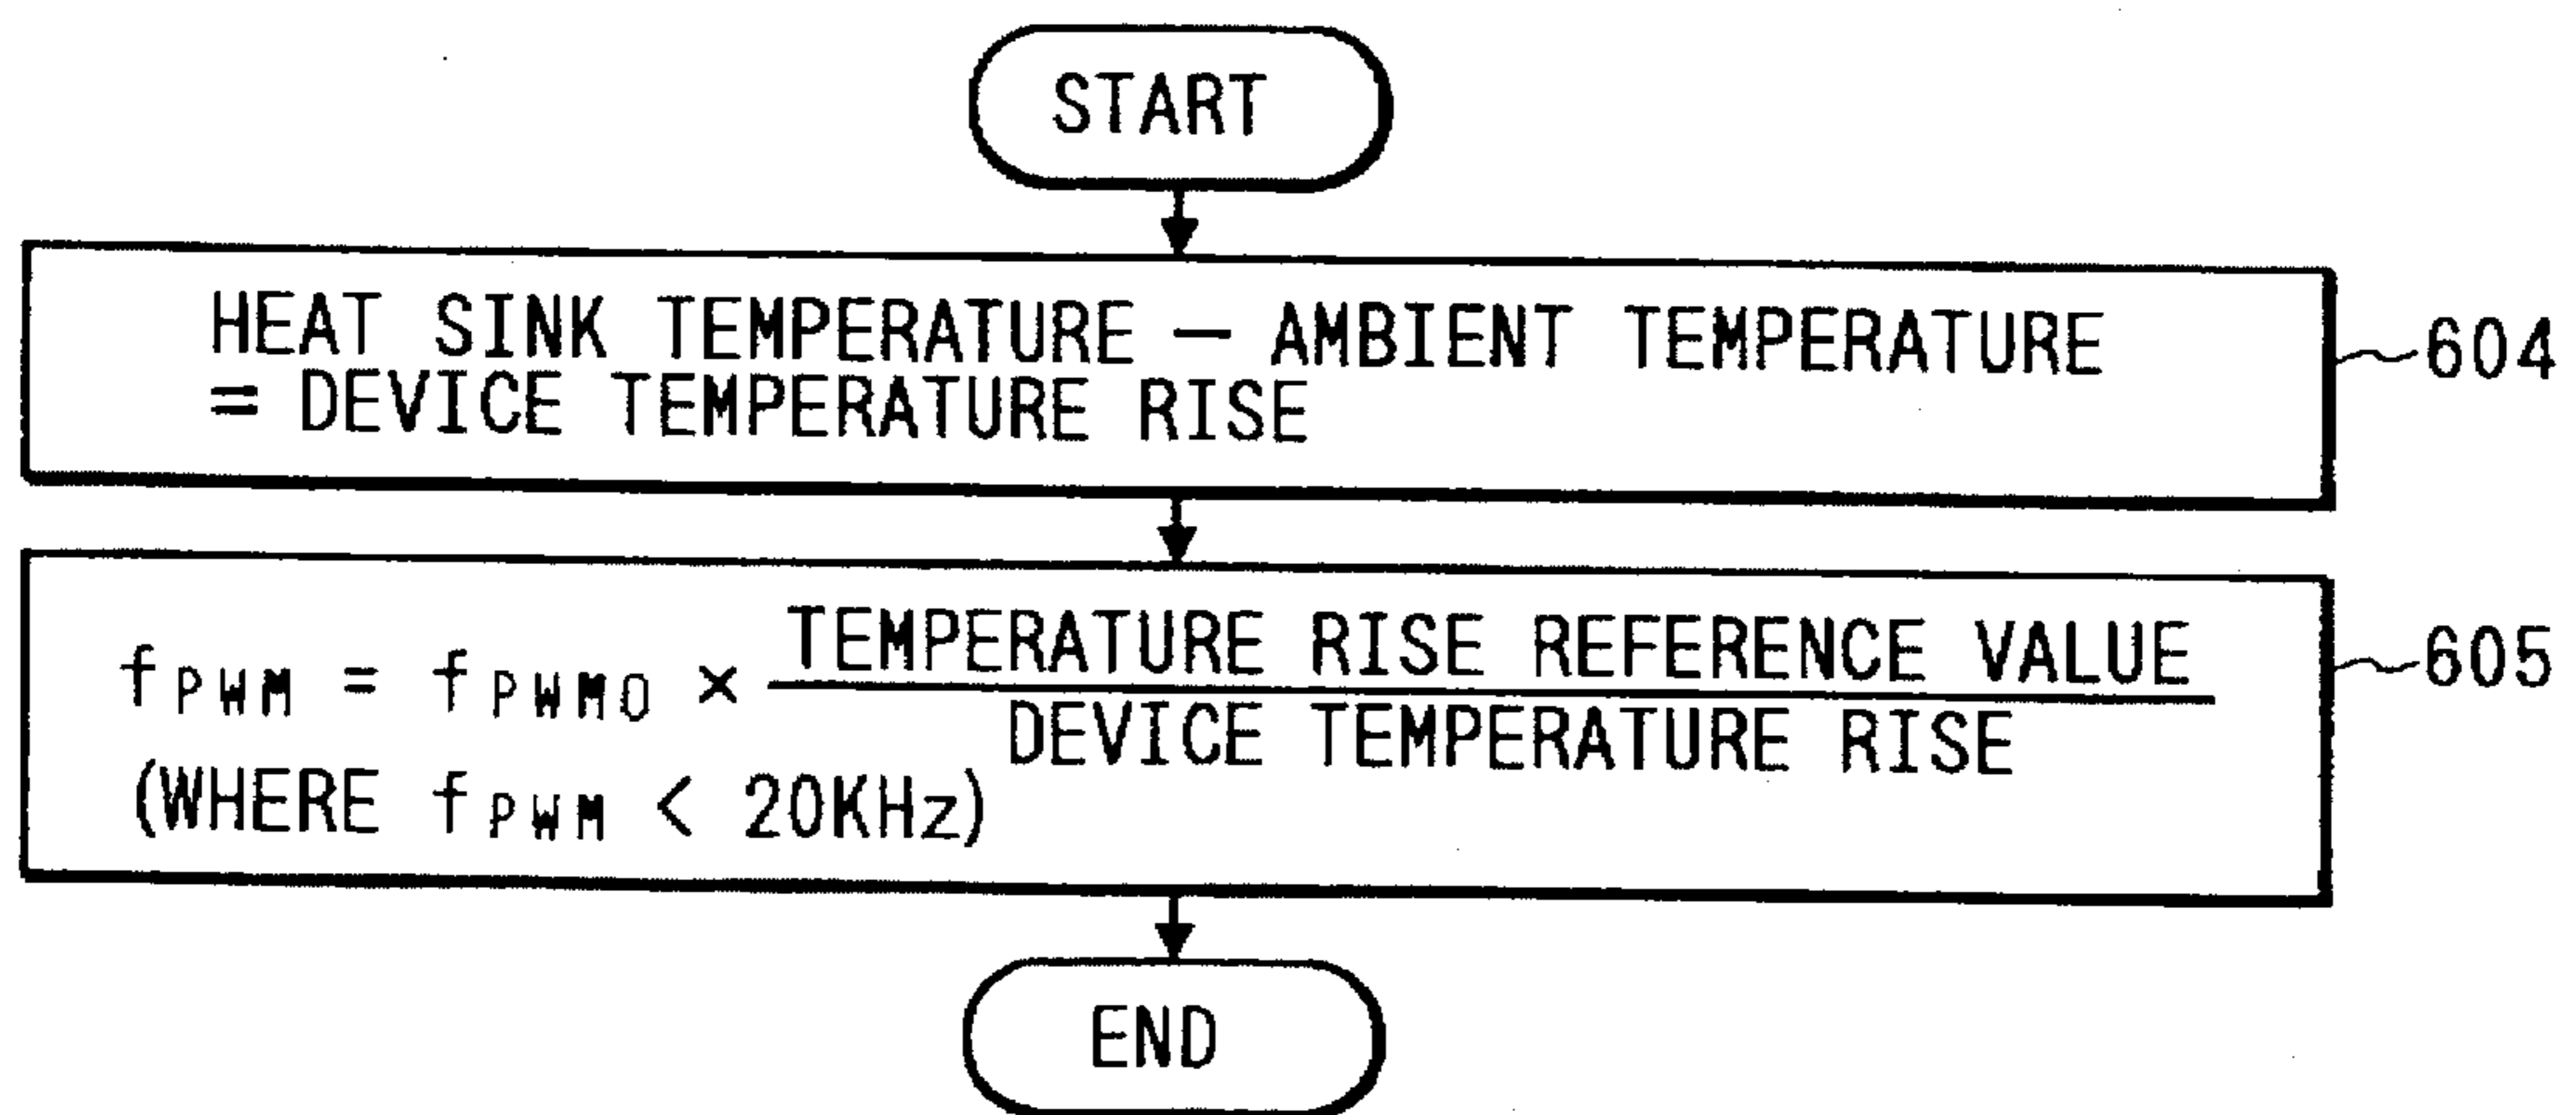 START
HEAT SINK TEMPERATURE — AMBIENT TEMPERATURE
= DEVICE TEMPERATURE RISE
604
TEMPERATURE RISE REFERENCE VALUE
fPWM = fPWM0 ×
DEVICE TEMPERATURE RISE
(WHERE fPWM < 20KHz)
605
END